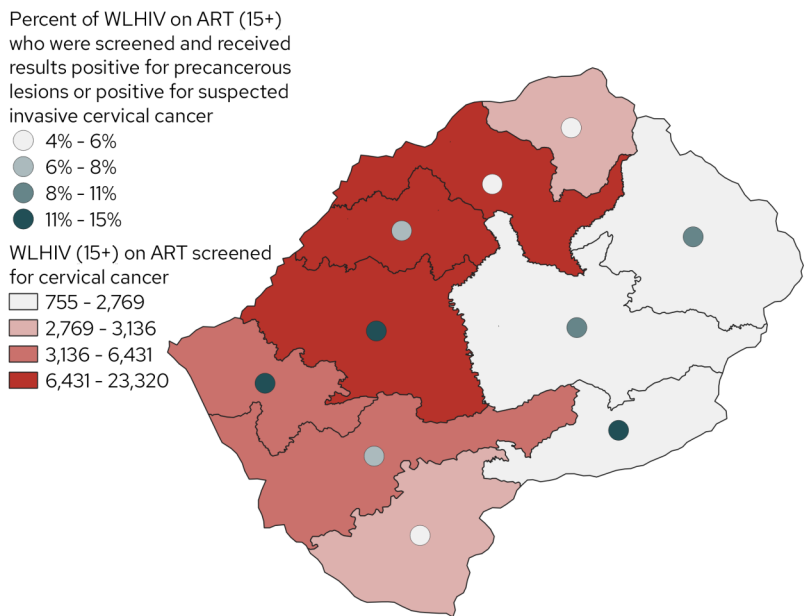 Percent of WLHIV on ART (15+)
who were screened and received
results positive for precancerous
lesions or positive for suspected
invasive cervical cancer
4% - 6%
6% - 8%
8% - 11%
11% - 15%
WLHIV (15+) on ART screened
for cervical cancer
755 - 2,769
2,769 - 3,136
3,136 - 6,431
6,431 - 23,320